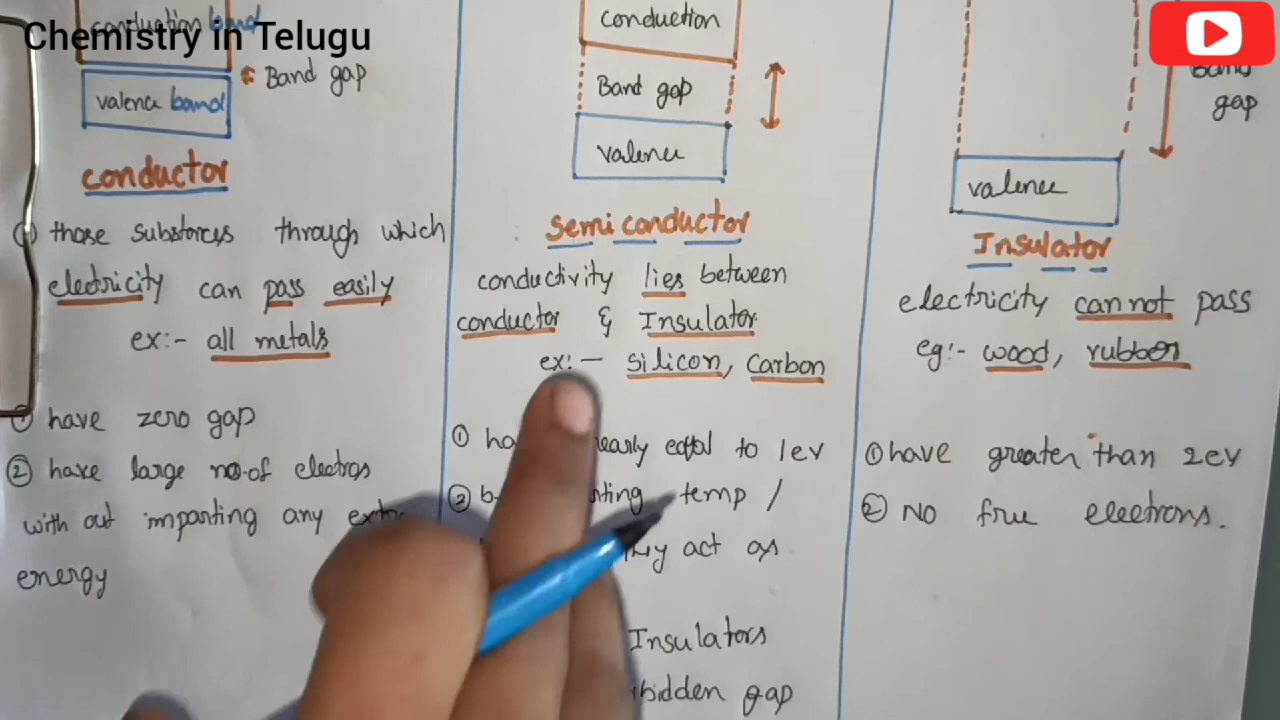 Chemistry in Telugu
conduction band
Band gap
valence band
conductor
those substances through which
electricity can pass easily
ex:- all metals
① have zero gap
② have large no.of electros
with out imparting any extra
energy
conduction
Band gap
valence
Semi conductor
conductivity lies between
conductor & Insulator
ex:- silicon, carbon
① nearly eqal to 1ev
② temp /
act as
Insulators
gap
Band
gap
valence
Insulator
electricity can not pass
eg:- wood, rubber
① have greater than 2ev
② No free electrons.